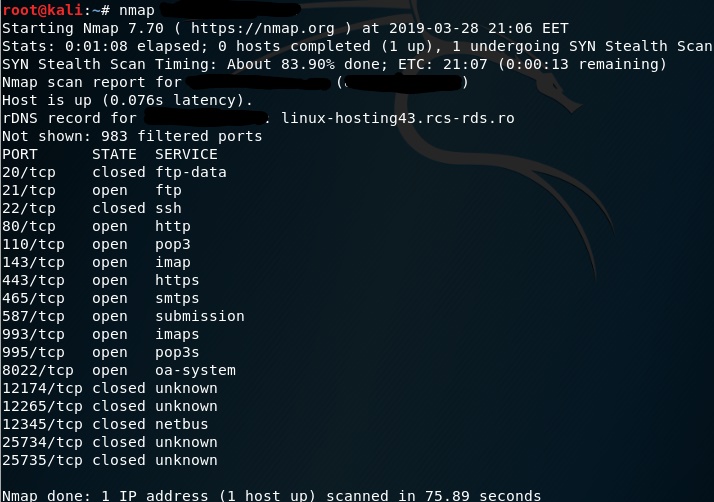 root@kali:~# nmap
Starting Nmap 7.70 ( https://nmap.org ) at 2019-03-28 21:06 EET
Stats: 0:01:08 elapsed; 0 hosts completed (1 up), 1 undergoing SYN Stealth Scan
SYN Stealth Scan Timing: About 83.90% done; ETC: 21:07 (0:00:13 remaining)
Nmap scan report for ( )
Host is up (0.076s latency).
rDNS record for . linux-hosting43.rcs-rds.ro
Not shown: 983 filtered ports
PORT STATE SERVICE
20/tcp closed ftp-data
21/tcp open ftp
22/tcp closed ssh
80/tcp open http
110/tcp open pop3
143/tcp open imap
443/tcp open https
465/tcp open smtps
587/tcp open submission
993/tcp open imaps
995/tcp open pop3s
8022/tcp open oa-system
12174/tcp closed unknown
12265/tcp closed unknown
12345/tcp closed netbus
25734/tcp closed unknown
25735/tcp closed unknown
Nmap done: 1 IP address (1 host up) scanned in 75.89 seconds